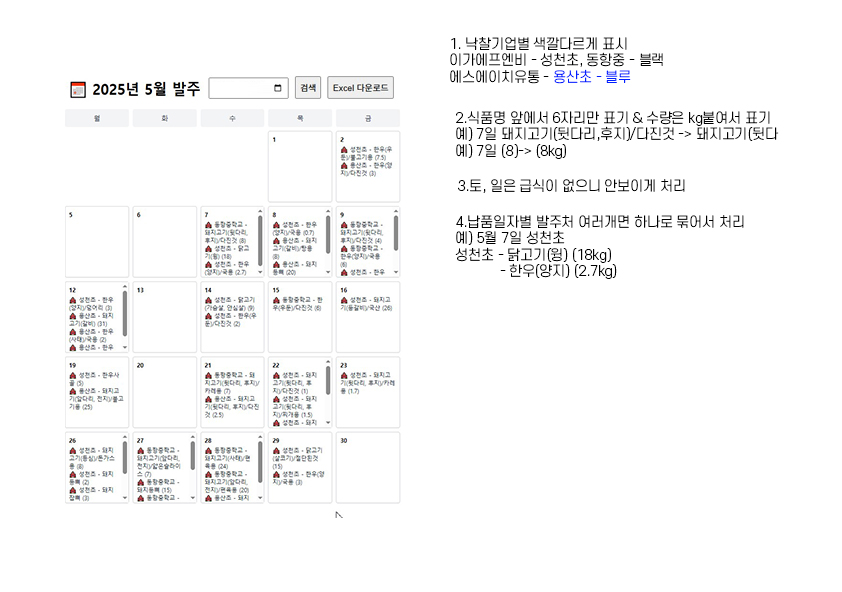 2025년 5월 발주
검색
Excel 다운로드
월
화
수
목
금
1
2
성천초 - 한우(우
둔)/불고기용 (7.5)
용산초 - 한우(양
지)/다진것 (3)
5
6
7
동항중학교 -
돼지고기(뒷다리,
후지)/다진것 (8)
성천초 - 닭고
기(윙) (18)
성천초 - 한우
(양지)/국용 (2.7)
8
성천초 - 한우
(양지)/국용 (0.7)
용산초 - 돼지
고기(갈비)/탕용
(8)
용산초 - 돼지
등뼈 (20)
9
동항중학교 -
돼지고기(뒷다리,
후지)/다진것 (4)
동항중학교 -
한우(양지)/국용
(6)
성천초 - 한우
12
성천초 - 한우
(양지)/덩어리 (3)
용산초 - 돼지
고기(갈비) (31)
용산초 - 한우
(사태)/국용 (2)
용산초 - 한우
13
14
성천초 - 닭고기
(가슴살, 안심살) (9)
성천초 - 한우(우
둔)/다진것 (2)
15
동항중학교 - 한
우(우둔)/다진것 (6)
16
성천초 - 돼지고
기(등갈비)/국산 (26)
19
성천초 - 한우사
골 (5)
용산초 - 돼지고
기(앞다리, 전지)/불고
기용 (25)
20
21
동항중학교 - 돼
지고기(뒷다리, 후지)/
카레용 (7)
용산초 - 돼지고
기(뒷다리, 후지)/다진
것 (2.5)
22
성천초 - 돼지
고기(뒷다리, 후
지)/다진것 (1)
성천초 - 돼지
고기(뒷다리, 후
지)/찌개용 (1.5)
성천초 - 돼지
23
성천초 - 돼지고
기(뒷다리, 후지)/카레
용 (1.7)
26
성천초 - 돼지
고기(등심)/돈가스
용 (8)
성천초 - 돼지
등뼈 (2)
성천초 - 돼지
잡뼈 (3)
27
동항중학교 -
돼지고기(앞다리,
전지)/얇은슬라이
스 (7)
동항중학교 -
돼지등뼈 (15)
동항중학교 -
28
동항중학교 -
돼지고기(사태)/편
육용 (24)
동항중학교 -
돼지고기(앞다리,
전지)/편육용 (20)
용산초 - 돼지
29
성천초 - 닭고기
(살코기)/절단된것
(15)
성천초 - 한우(양
지)/국용 (3)
30
1. 낙찰기업별 색깔다르게 표시
이가에프엔비 - 성천초, 동항중 - 블랙
에스에이치유통 - 용산초 - 블루
2.식품명 앞에서 6자리만 표기 & 수량은 kg붙여서 표기
예) 7일 돼지고기(뒷다리,후지)/다진것 -> 돼지고기(뒷다
예) 7일 (8)-> (8kg)
3.토, 일은 급식이 없으니 안보이게 처리
4.납품일자별 발주처 여러개면 하나로 묶어서 처리
예) 5월 7일 성천초
성천초 - 닭고기(윙) (18kg)
- 한우(양지) (2.7kg)